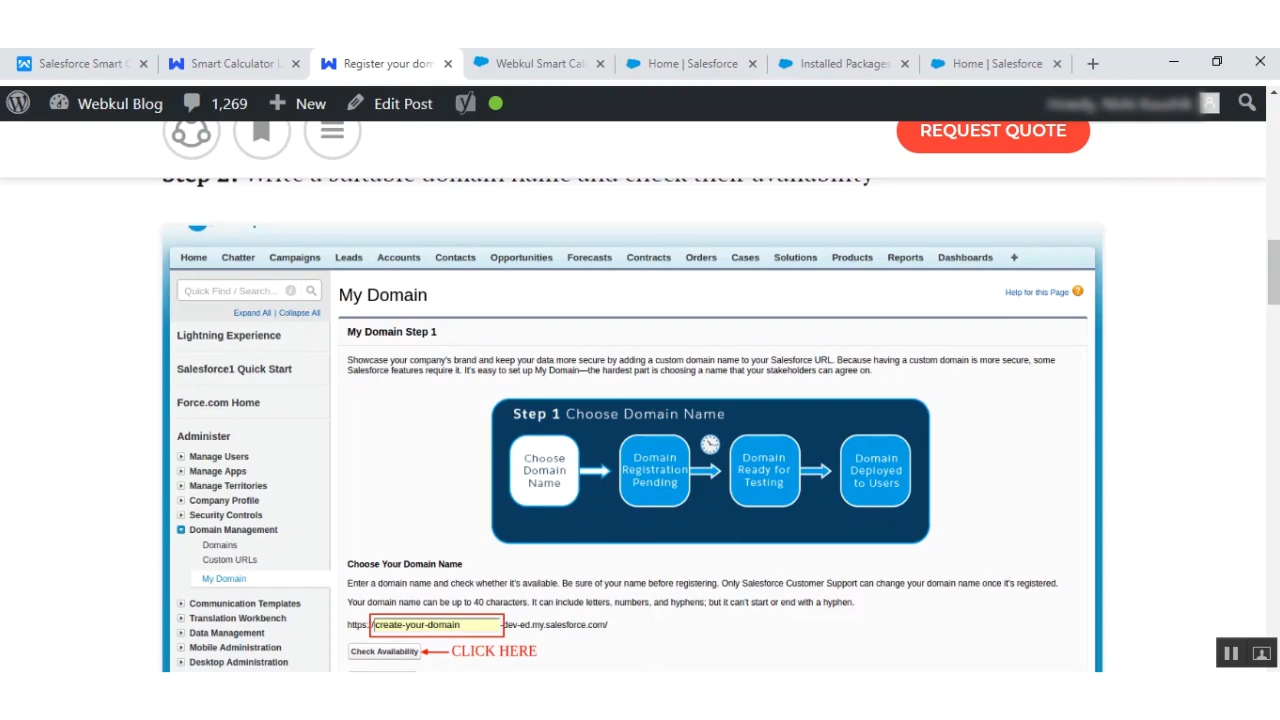 Salesforce Smart C
Smart Calculator L
Register your dom
Webkul Smart Cal
Home | Salesforce
Installed Packages
Home | Salesforce
Webkul Blog
1,269
New
Edit Post
REQUEST QUOTE
Step 2: Write a suitable domain name and check their availability
Home Chatter Campaigns Leads Accounts Contacts Opportunities Forecasts Contracts Orders Cases Solutions Products Reports Dashboards +
Quick Find / Search...
Expand All | Collapse All
Lightning Experience
Salesforce1 Quick Start
Force.com Home
Administer
Manage Users
Manage Apps
Manage Territories
Company Profile
Security Controls
Domain Management
Domains
Custom URLs
My Domain
Communication Templates
Translation Workbench
Data Management
Mobile Administration
Desktop Administration
My Domain
Help for this Page
My Domain Step 1
Showcase your company's brand and keep your data more secure by adding a custom domain name to your Salesforce URL. Because having a custom domain is more secure, some
Salesforce features require it. It's easy to set up My Domain—the hardest part is choosing a name that your stakeholders can agree on.
Step 1 Choose Domain Name
Choose
Domain
Name
Domain
Registration
Pending
Domain
Ready for
Testing
Domain
Deployed
to Users
Choose Your Domain Name
Enter a domain name and check whether it's available. Be sure of your name before registering. Only Salesforce Customer Support can change your domain name once it's registered.
Your domain name can be up to 40 characters. It can include letters, numbers, and hyphens; but it can't start or end with a hyphen.
https:/create-your-domain -dev-ed.my.salesforce.com/
Check Availability
CLICK HERE